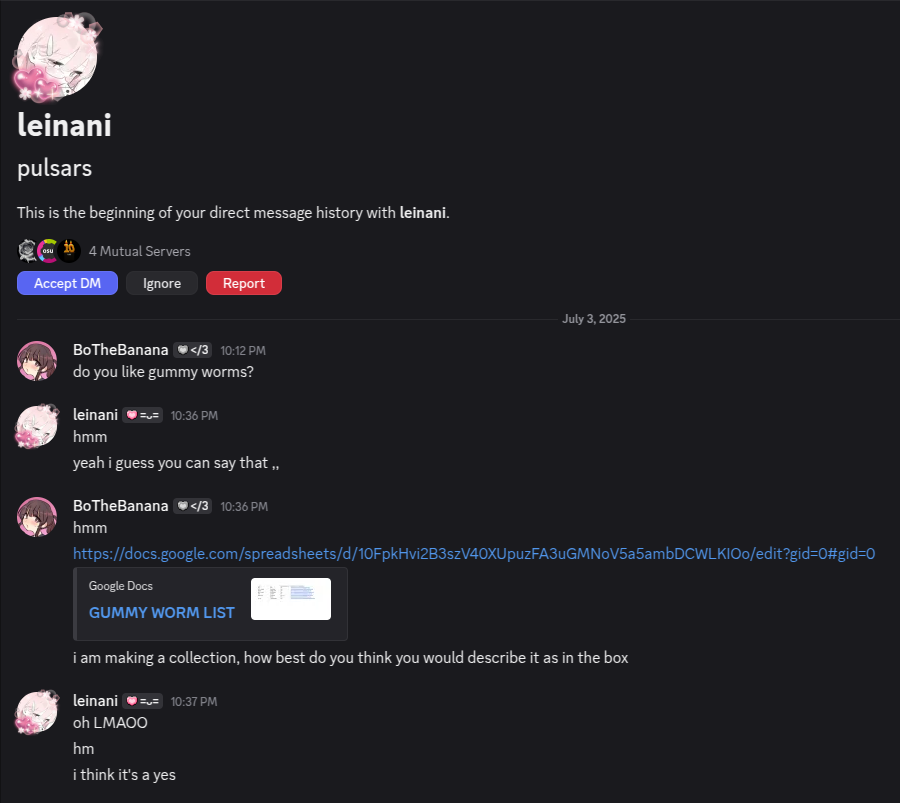 leinani
pulsars
This is the beginning of your direct message history with leinani.
osu
10
4 Mutual Servers
Accept DM
Ignore
Report
July 3, 2025
BoTheBanana </3 10:12 PM
do you like gummy worms?
leinani =ᴗ= 10:36 PM
hmm
yeah i guess you can say that ,,
BoTheBanana </3 10:36 PM
hmm
https://docs.google.com/spreadsheets/d/10FpkHvi2B3szV40XUpuzFA3uGMNoV5a5ambDCWLKIOo/edit?gid=0#gid=0
Google Docs
GUMMY WORM LIST
i am making a collection, how best do you think you would describe it as in the box
leinani =ᴗ= 10:37 PM
oh LMAOO
hm
i think it's a yes